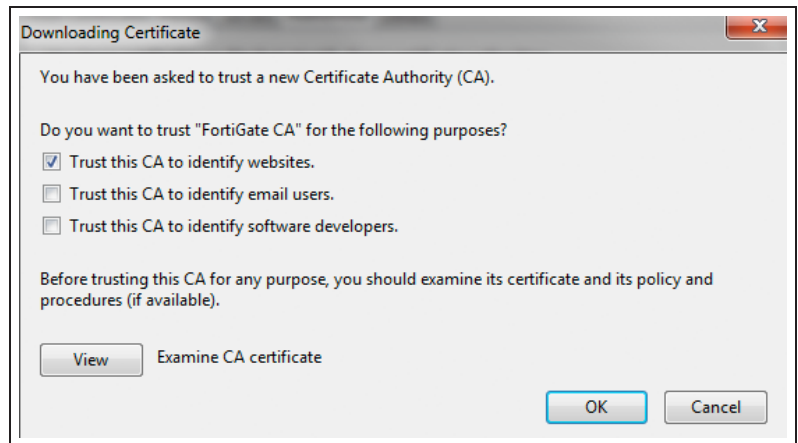 Downloading Certificate
You have been asked to trust a new Certificate Authority (CA).
Do you want to trust "FortiGate CA" for the following purposes?
Trust this CA to identify websites.
Trust this CA to identify email users.
Trust this CA to identify software developers.
Before trusting this CA for any purpose, you should examine its certificate and its policy and
procedures (if available).
View Examine CA certificate
OK Cancel